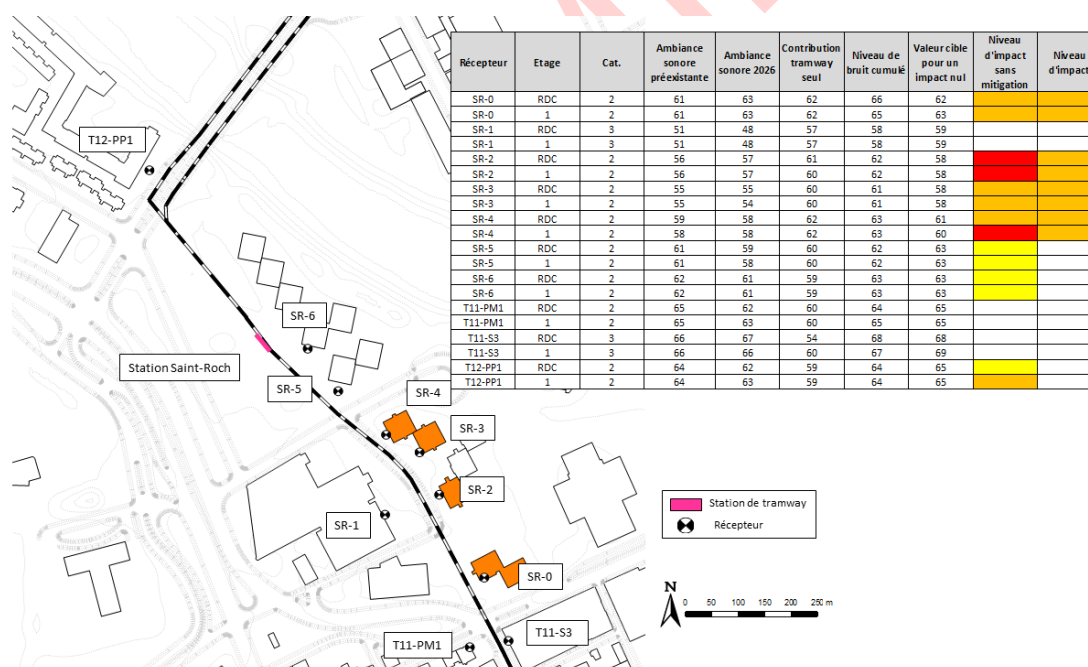 Récepteur Etage Cat. Ambiance sonore préexistante Ambiance sonore 2026 Contribution tramway seul Niveau de bruit cumulé Valeur cible pour un impact nul Niveau d'impact sans mitigation Niveau d'impact
SR-0 RDC 2 61 63 62 66 62
SR-0 1 2 61 63 62 65 63
SR-1 RDC 3 51 48 57 58 59
SR-1 1 3 51 48 57 58 59
SR-2 RDC 2 56 57 61 62 58
SR-2 1 2 56 57 60 62 58
SR-3 RDC 2 55 55 60 61 58
SR-3 1 2 55 54 60 61 58
SR-4 RDC 2 59 58 62 63 61
SR-4 1 2 58 58 62 63 60
SR-5 RDC 2 61 59 60 62 63
SR-5 1 2 61 58 60 62 63
SR-6 RDC 2 62 61 59 63 63
SR-6 1 2 62 61 59 63 63
T11-PM1 RDC 2 65 62 60 64 65
T11-PM1 1 2 65 63 60 65 65
T11-S3 RDC 3 66 67 54 68 68
T11-S3 1 3 66 66 60 67 69
T12-PP1 RDC 2 64 62 59 64 65
T12-PP1 1 2 64 63 59 64 65
T12-PP1
SR-6
Station Saint-Roch
SR-5
SR-4
SR-3
SR-2
SR-1
SR-0
T11-S3
T11-PM1
Station de tramway
Récepteur
N
0 50 100 150 200 250 m